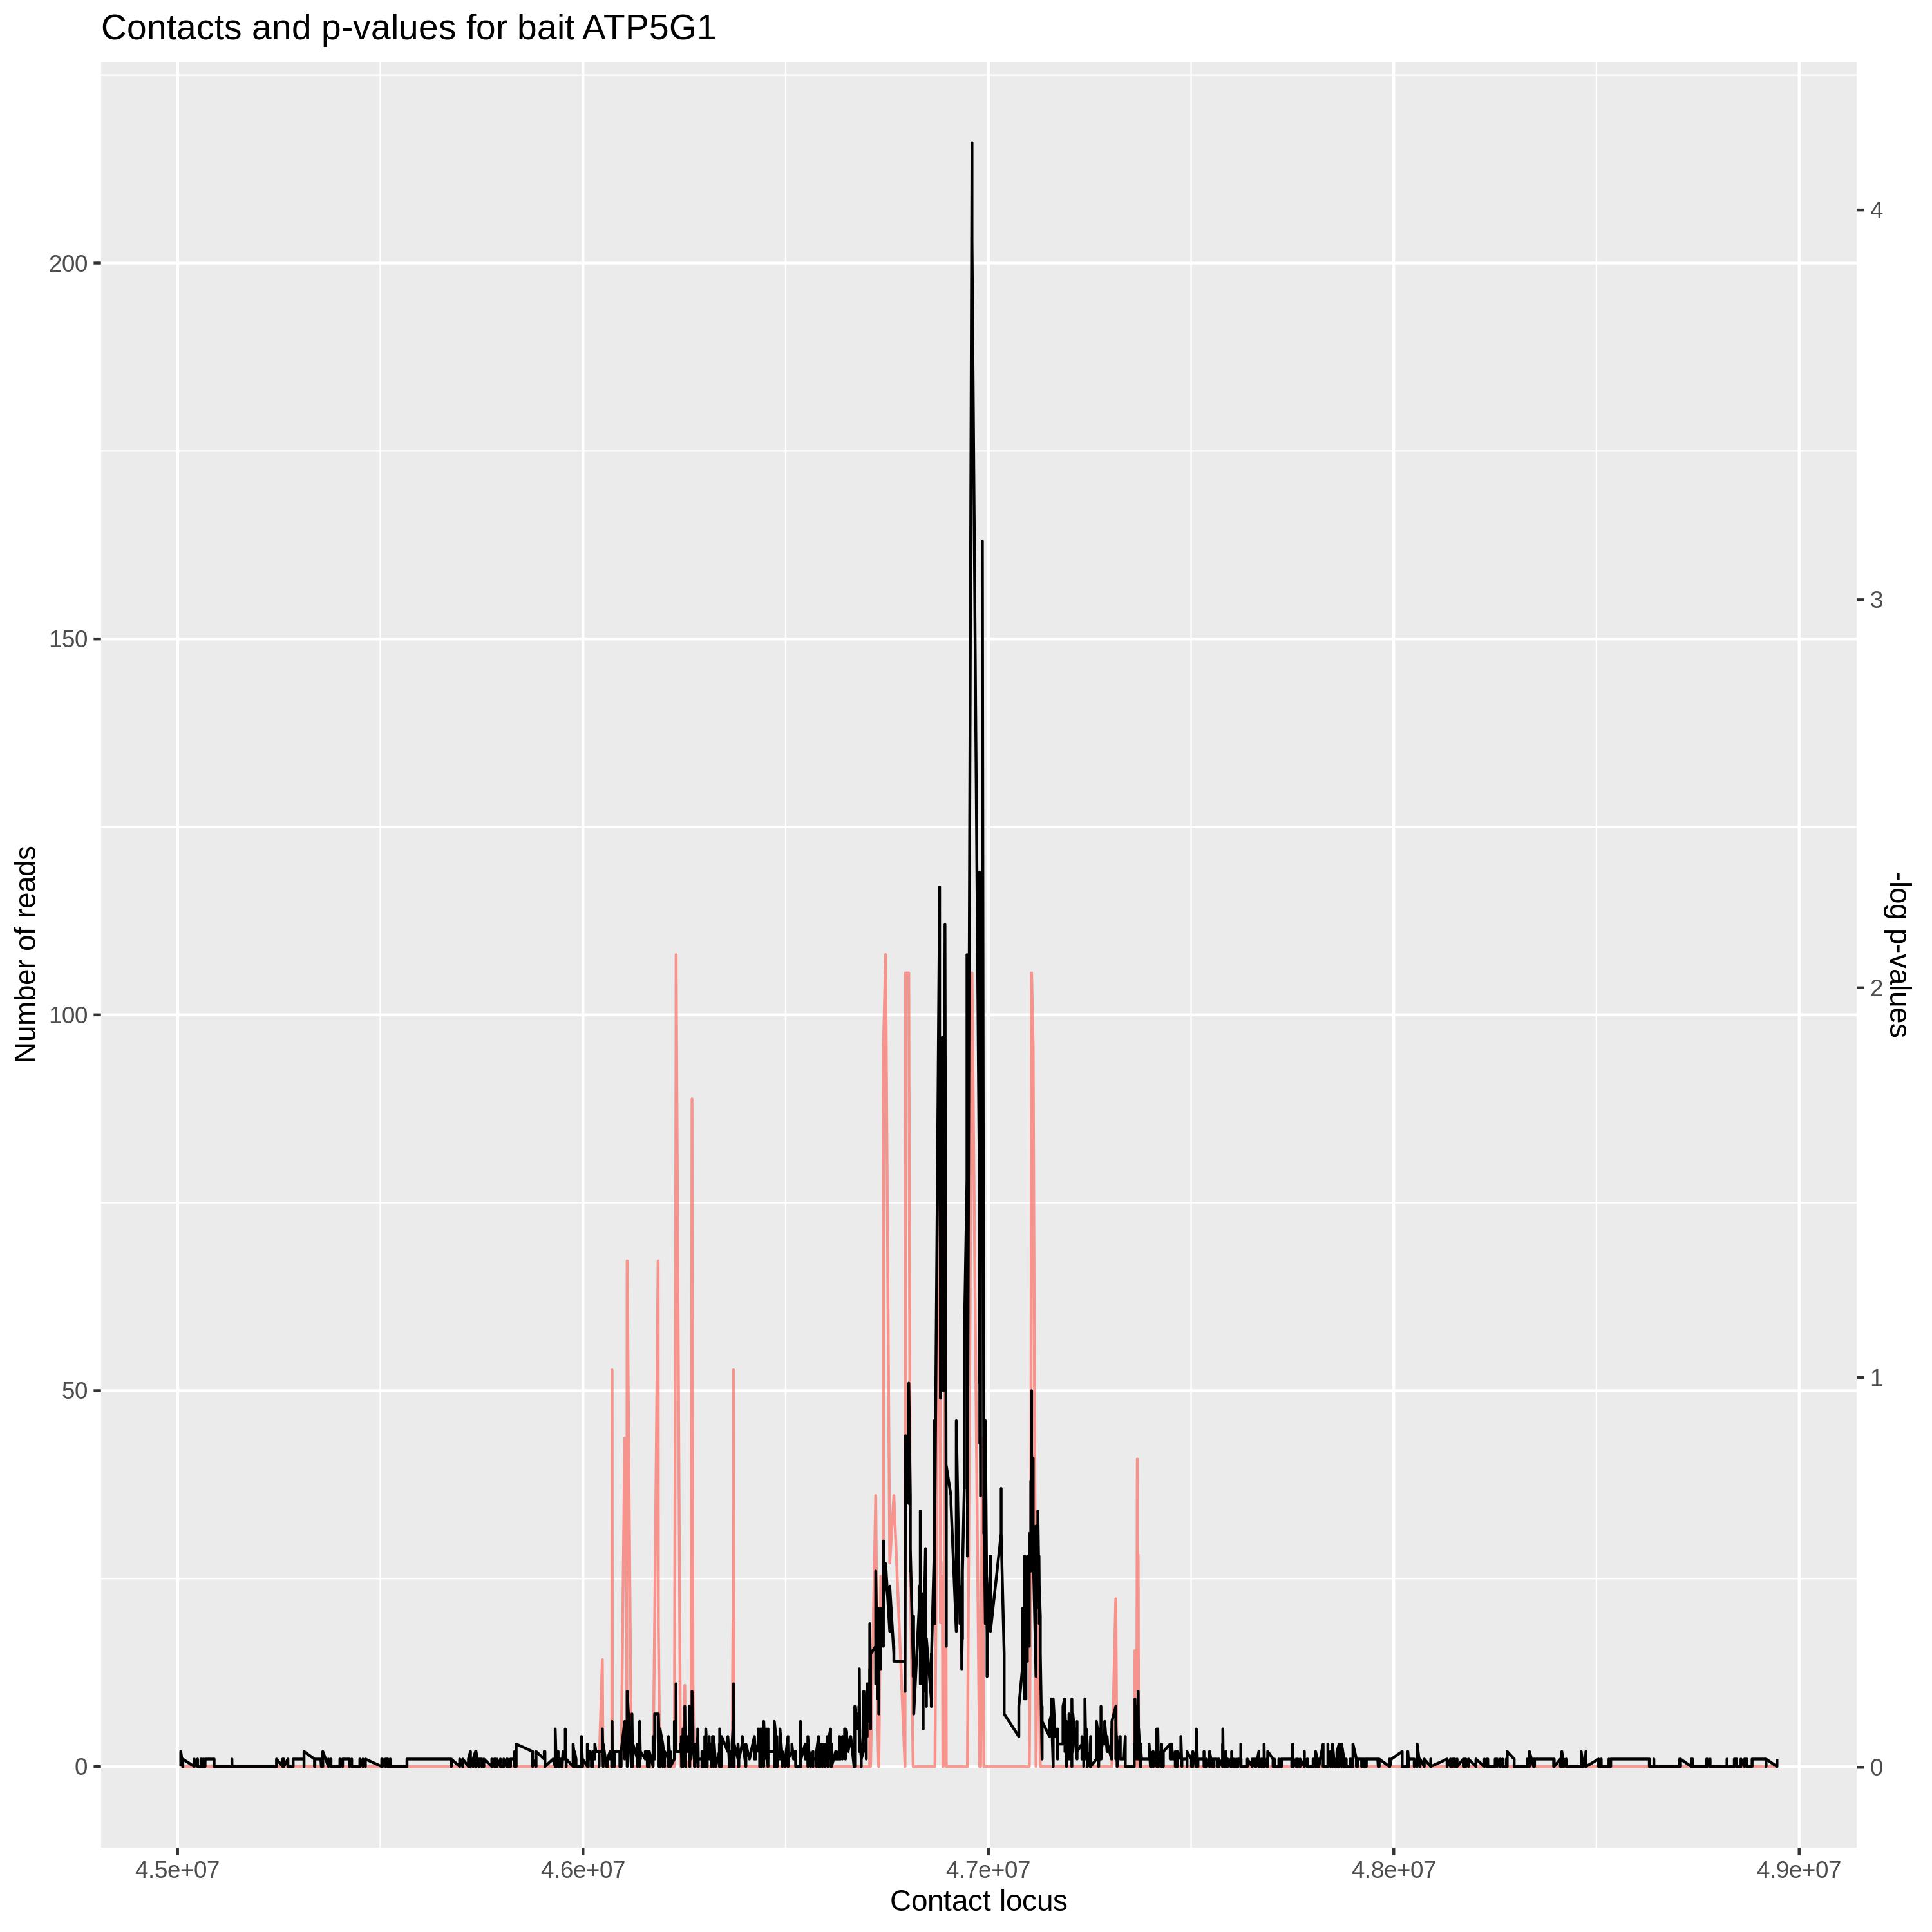 Contacts and p-values for bait ATP5G1
Number of reads
200
150
100
50
0
4
3
2
1
0
-log p-values
4.5e+07
4.6e+07
4.7e+07
4.8e+07
4.9e+07
Contact locus